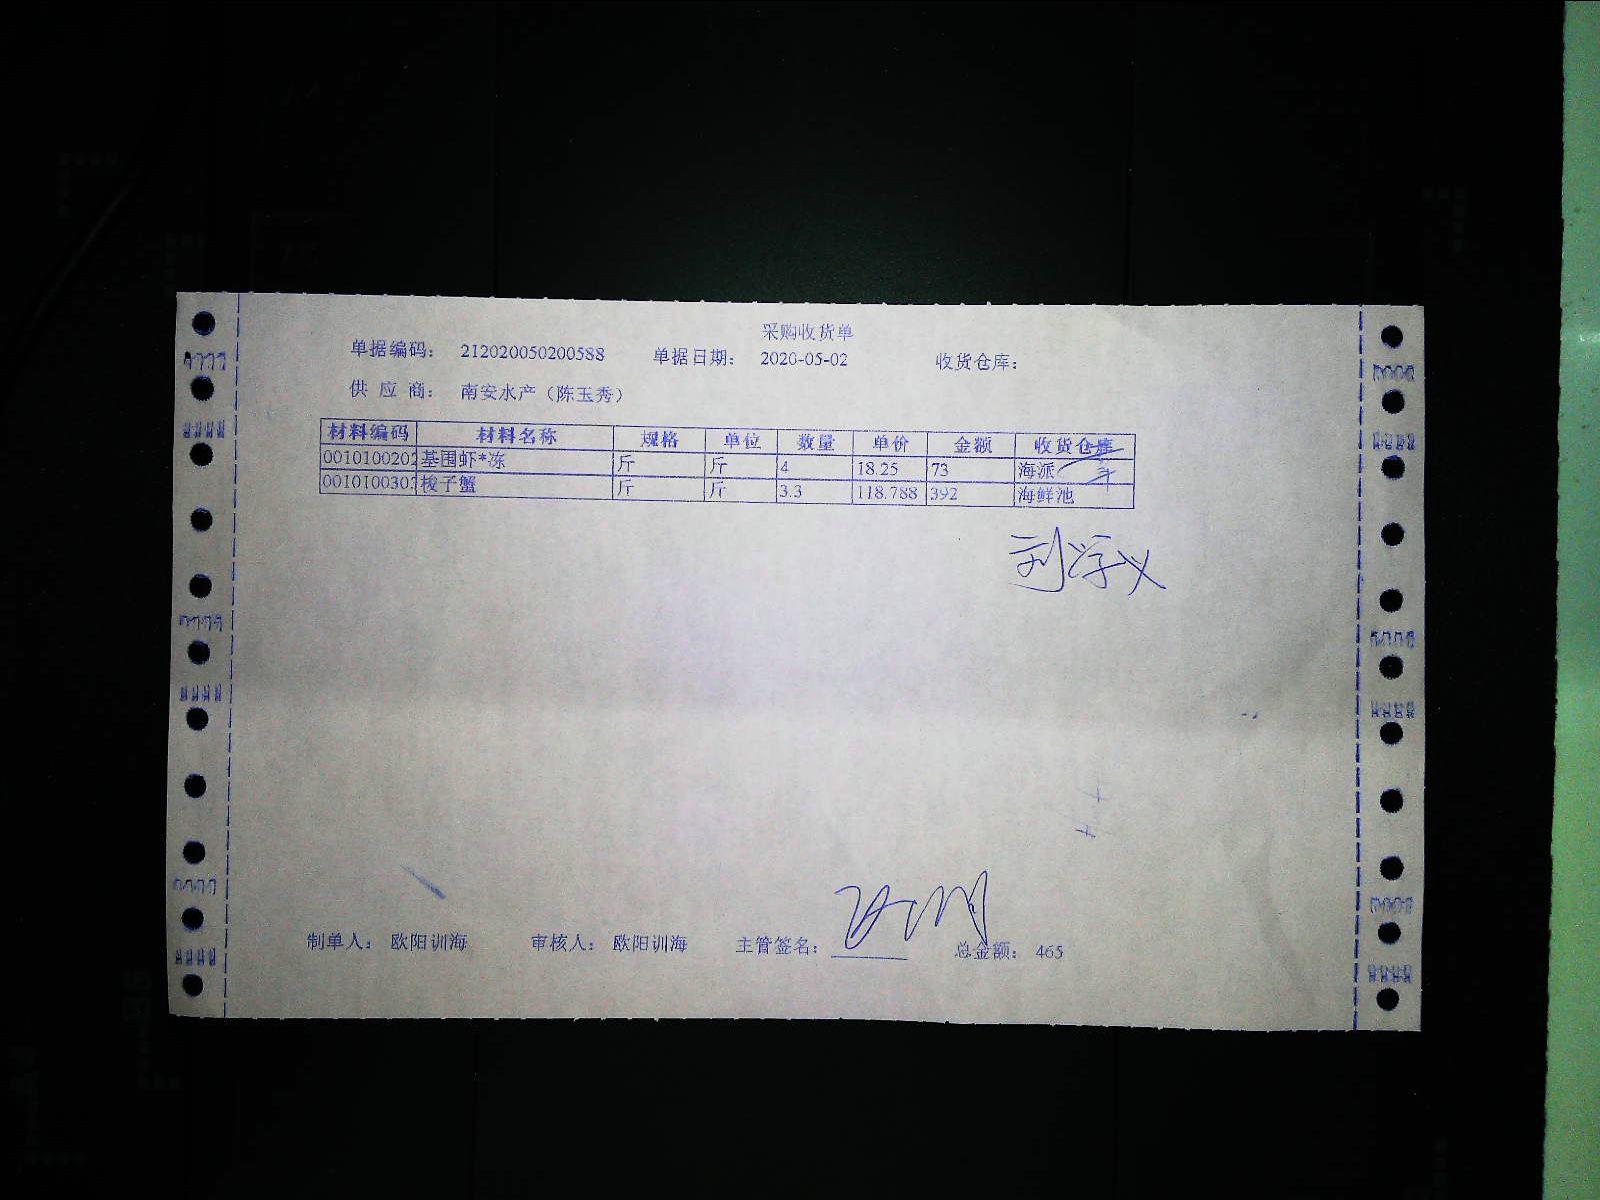 采购收货单
单据编码： 212020050200588 单据日期： 2020-05-02 收货仓库：
供 应 商： 南安水产（陈玉秀）
材料编码 材料名称 规格 单位 数量 单价 金额 收货仓库
0010100202 基围虾*冻 斤 斤 4 18.25 73 海派
0010100303 梭子蟹 斤 斤 3.3 118.788 392 海鲜池
刘学义
制单人： 欧阳训海 审核人： 欧阳训海 主管签名： 总金额： 465